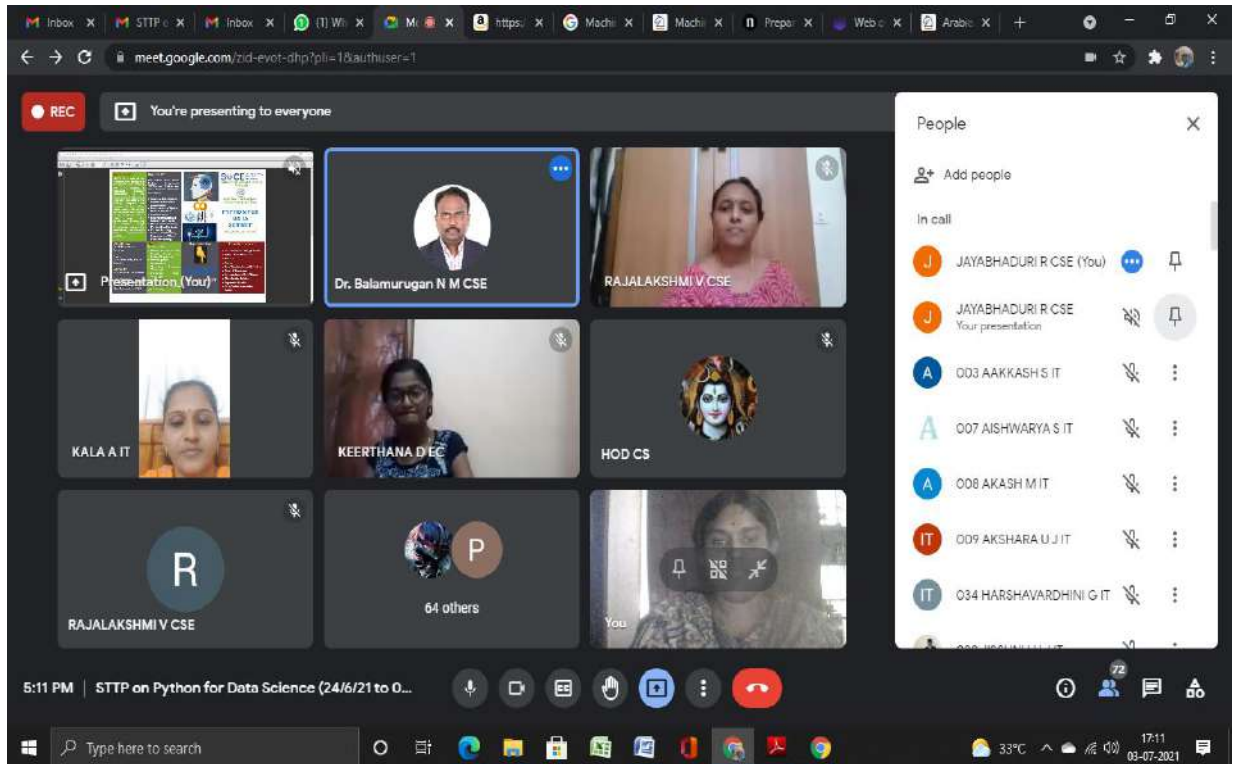 Inbox
STTP
Inbox
(1) Wh
https:/
Machi
Machi
Prepar
Web
Arabic
meet.google.com/zid-evot-dhp?pli=1&authuser=1
REC
You're presenting to everyone
Presentation (You)
Dr. Balamurugan N M CSE
RAJALAKSHMI V CSE
KALA A IT
KEERTHANA D EC
HOD CS
R
RAJALAKSHMI V CSE
P
64 others
You
People
Add people
In call
J
JAYABHADURI R CSE (You)
J
JAYABHADURI R CSE
Your presentation
A
003 AAKKASH S IT
A
007 AISHWARYA S IT
A
008 AKASH M IT
IT
009 AKSHARA U J IT
IT
034 HARSHAVARDHINI G IT
5:11 PM | STTP on Python for Data Science (24/6/21 to 0...
72
Type here to search
33°C
17:11
03-07-2021